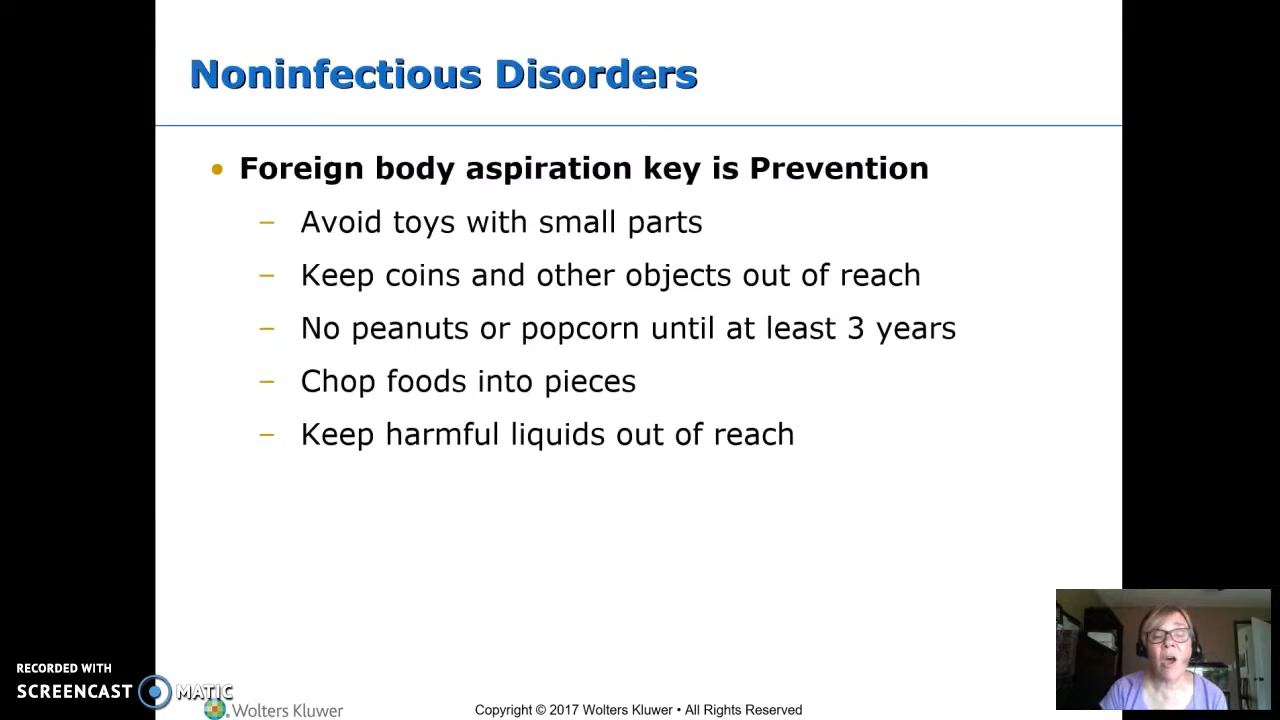 Noninfectious Disorders
• Foreign body aspiration key is Prevention
– Avoid toys with small parts
– Keep coins and other objects out of reach
– No peanuts or popcorn until at least 3 years
– Chop foods into pieces
– Keep harmful liquids out of reach
RECORDED WITH
SCREENCAST MATIC
Wolters Kluwer
Copyright © 2017 Wolters Kluwer • All Rights Reserved